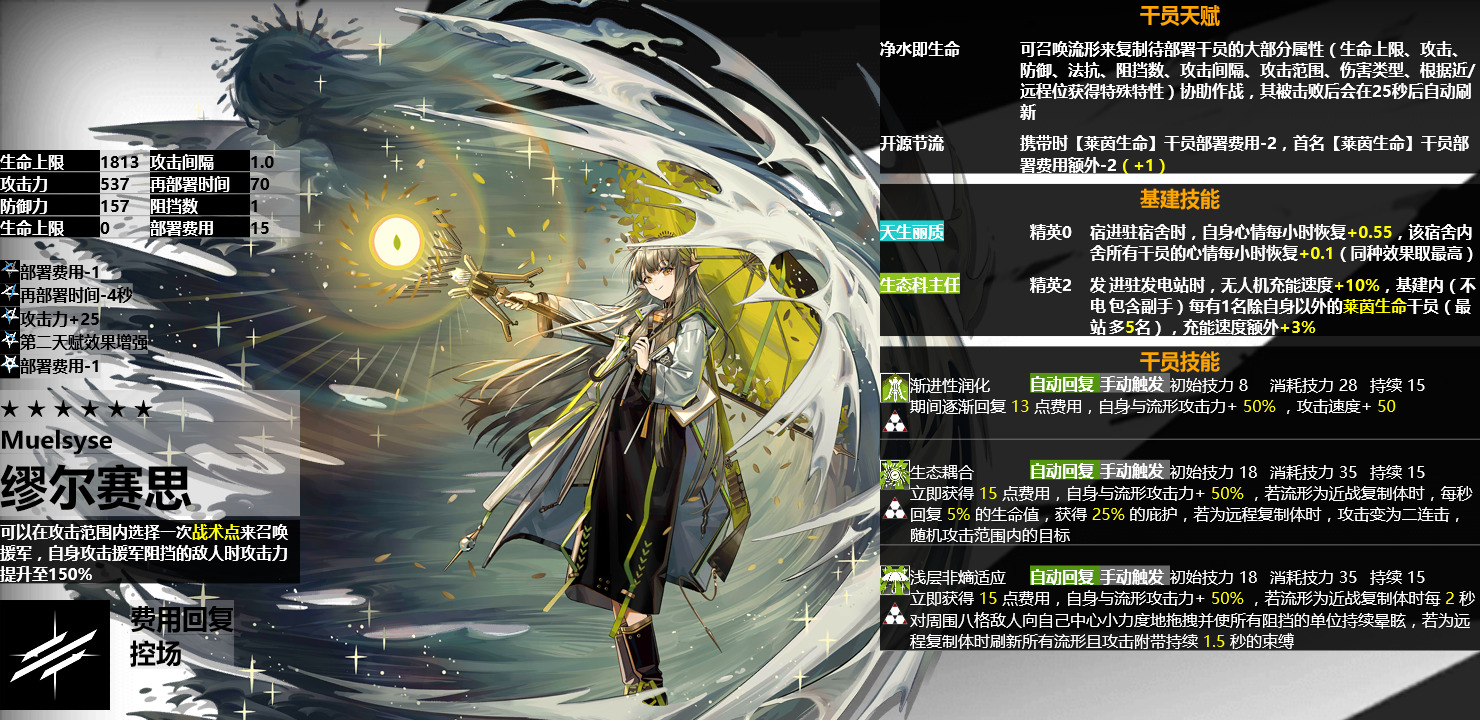 生命上限 1813 攻击间隔 1.0
攻击力 537 再部署时间 70
防御力 157 阻挡数 1
生命上限 0 部署费用 15
部署费用-1
再部署时间-4秒
攻击力+25
第二天赋效果增强
部署费用-1
★ ★ ★ ★ ★ ★
Muelsyse
缪尔赛思
可以在攻击范围内选择一次战术点来召唤
援军，自身攻击援军阻挡的敌人时攻击力
提升至150%
费用回复
控场
干员天赋
净水即生命 可召唤流形来复制待部署干员的大部分属性（生命上限、攻击、
防御、法抗、阻挡数、攻击间隔、攻击范围、伤害类型、根据近/
远程位获得特殊特性）协助作战，其被击败后会在25秒后自动刷
新
开源节流 携带时【莱茵生命】干员部署费用-2，首名【莱茵生命】干员部
署费用额外-2（+1）
基建技能
天生丽质 精英0 宿 进驻宿舍时，自身心情每小时恢复+0.55，该宿舍内
舍 所有干员的心情每小时恢复+0.1（同种效果取最高）
生态科主任 精英2 发 进驻发电站时，无人机充能速度+10%，基建内（不
电 包含副手）每有1名除自身以外的莱茵生命干员（最
站 多5名），充能速度额外+3%
干员技能
渐进性润化 自动回复 手动触发 初始技力 8 消耗技力 28 持续 15
期间逐渐回复 13 点费用，自身与流形攻击力+ 50% ，攻击速度+ 50
生态耦合 自动回复 手动触发 初始技力 18 消耗技力 35 持续 15
立即获得 15 点费用，自身与流形攻击力+ 50% ，若流形为近战复制体时，每秒
回复 5% 的生命值，获得 25% 的庇护，若为远程复制体时，攻击变为二连击，
随机攻击范围内的目标
浅层非熵适应 自动回复 手动触发 初始技力 18 消耗技力 35 持续 15
立即获得 15 点费用，自身与流形攻击力+ 50% ，若流形为近战复制体时每 2 秒
对周围八格敌人向自己中心小力度地拖拽并使所有阻挡的单位持续晕眩，若为远
程复制体时刷新所有流形且攻击附带持续 1.5 秒的束缚